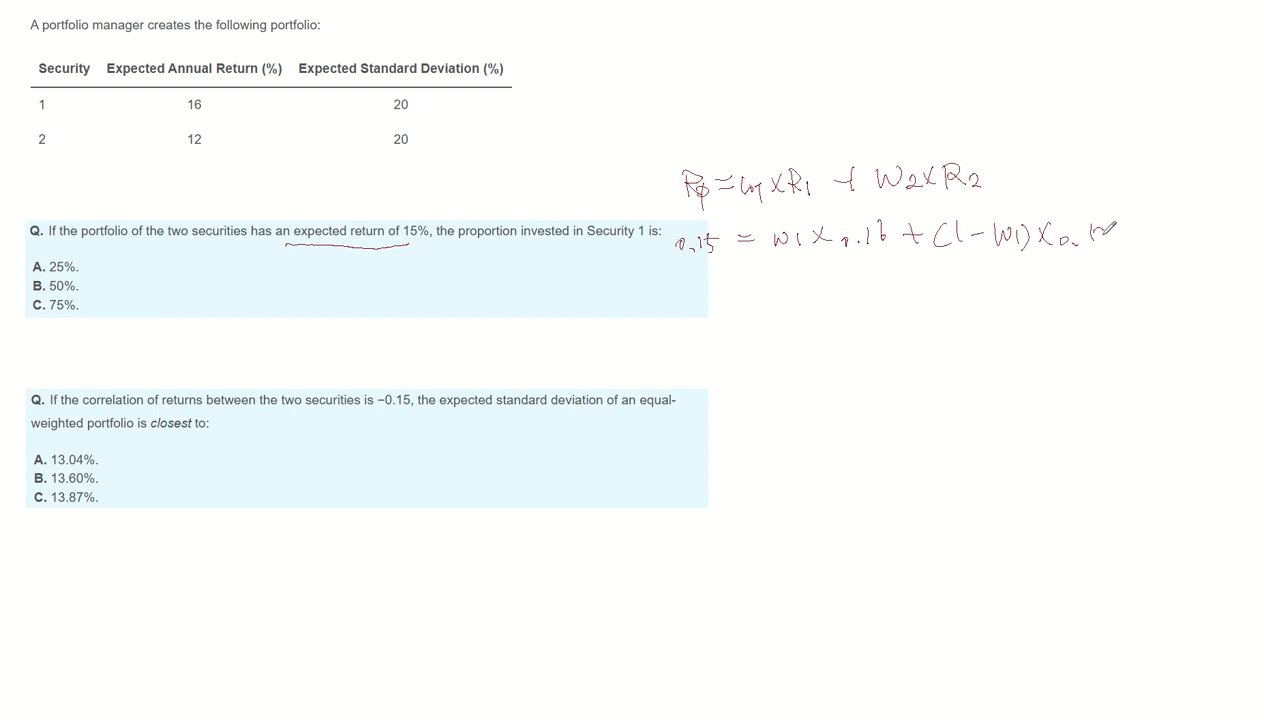 A portfolio manager creates the following portfolio:
Security Expected Annual Return (%) Expected Standard Deviation (%)
1 16 20
2 12 20
Rp = w1 × R1 + W2 × R2
Q. If the portfolio of the two securities has an expected return of 15%, the proportion invested in Security 1 is:
0.15 = w1 × 0.16 + (1 - w1) × 0.12
A. 25%.
B. 50%.
C. 75%.
Q. If the correlation of returns between the two securities is −0.15, the expected standard deviation of an equal-
weighted portfolio is closest to:
A. 13.04%.
B. 13.60%.
C. 13.87%.